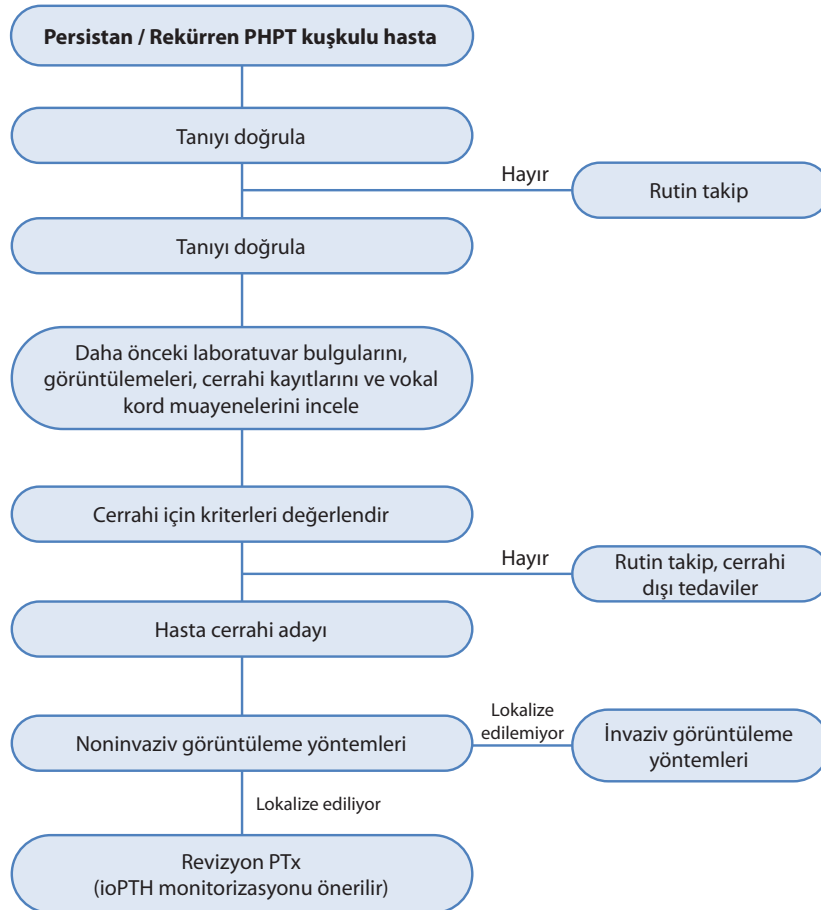 Persistan / Rekürren PHPT kuşkulu hasta
Tanıyı doğrula
Hayır
Rutin takip
Tanıyı doğrula
Daha önceki laboratuvar bulgularını,
görüntülemeleri, cerrahi kayıtlarını ve vokal
kord muayenelerini incele
Cerrahi için kriterleri değerlendir
Hayır
Rutin takip, cerrahi
dışı tedaviler
Hasta cerrahi adayı
Noninvaziv görüntüleme yöntemleri
Lokalize
edilemiyor
İnvaziv görüntüleme
yöntemleri
Lokalize ediliyor
Revizyon PTx
(ioPTH monitorizasyonu önerilir)